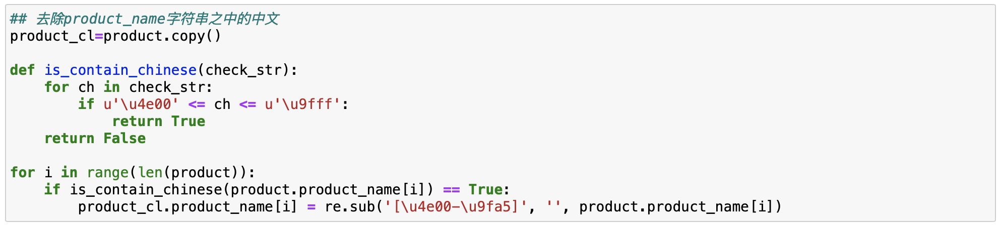 ## 去除product_name字符串之中的中文
product_cl=product.copy()
def is_contain_chinese(check_str):
    for ch in check_str:
        if u'\u4e00' <= ch <= u'\u9fff':
            return True
    return False
for i in range(len(product)):
    if is_contain_chinese(product.product_name[i]) == True:
        product_cl.product_name[i] = re.sub('[\u4e00-\u9fa5]', '', product.product_name[i])